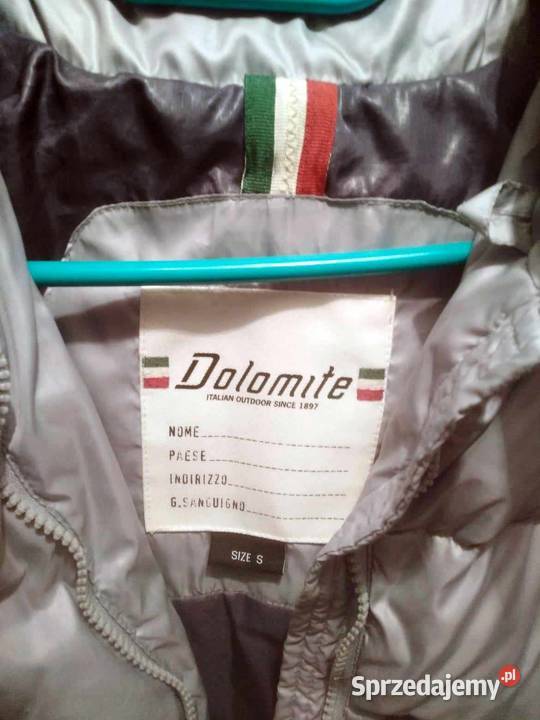 Dolomite
ITALIAN OUTDOOR SINCE 1897
NOME
PAESE
INDIRIZZO
G.SANGUIGNO
SIZE S
Sprzedajemy.pl